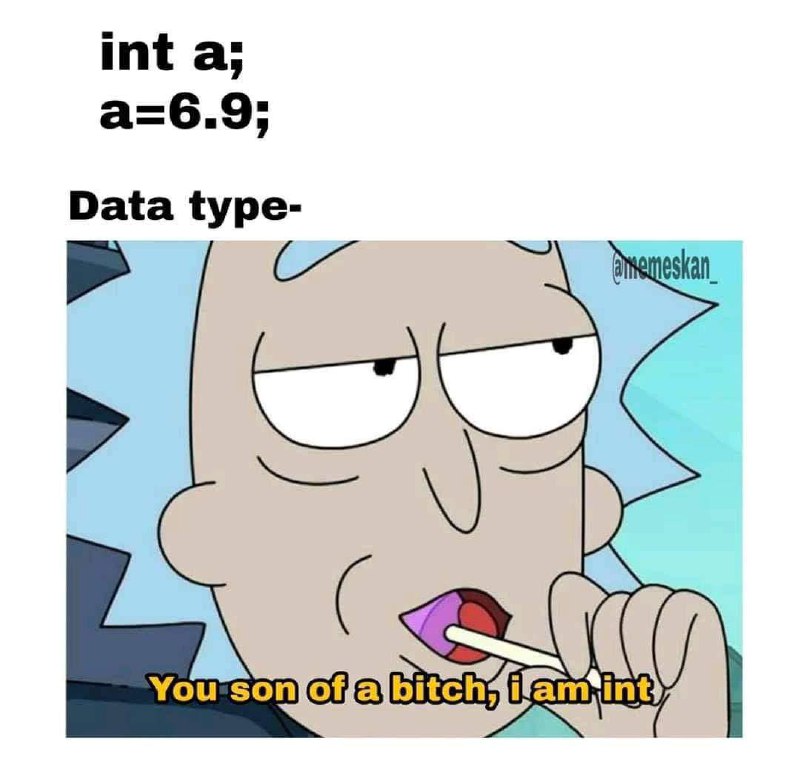 int a;
a=6.9;
Data type-
@memeskan_
You son of a bitch, i am int